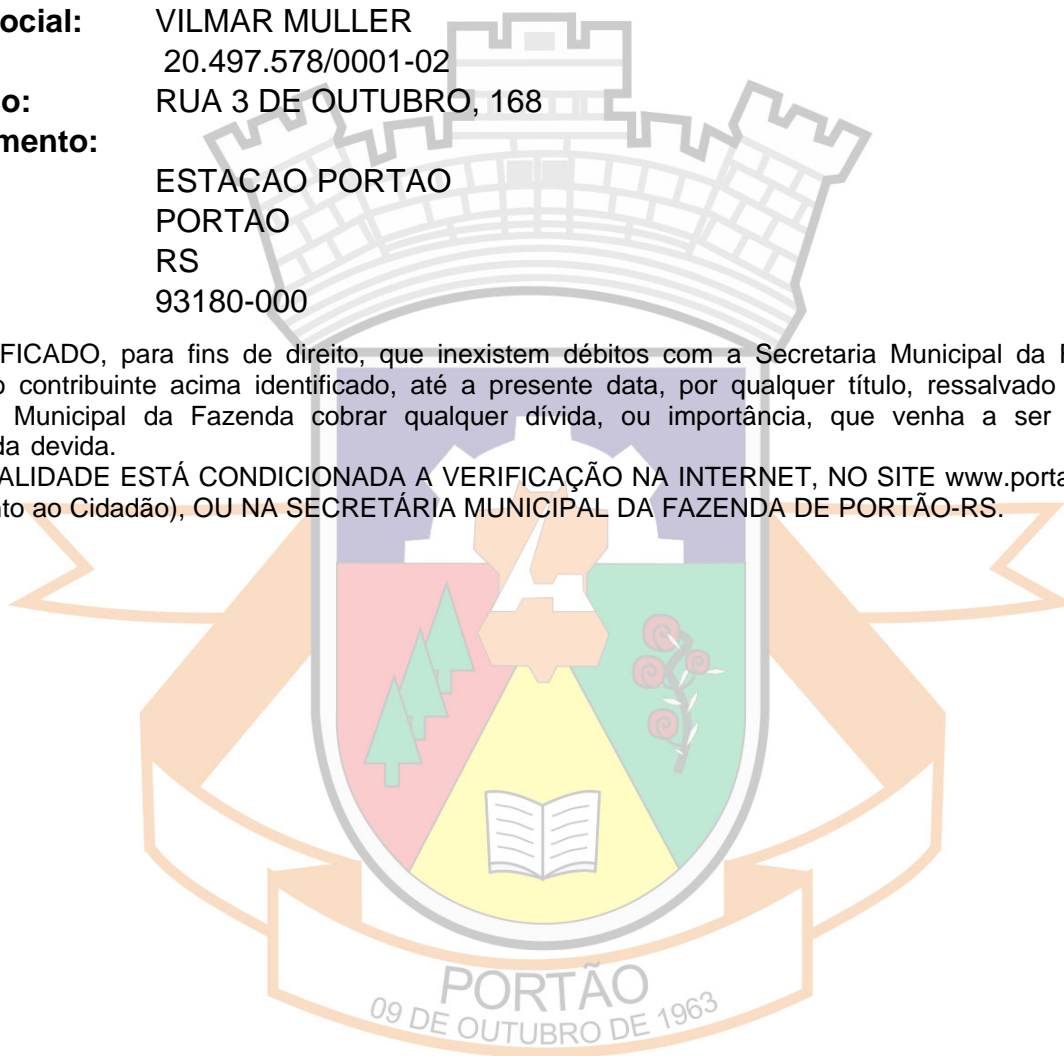 ocial: VILMAR MULLER
20.497.578/0001-02
o: RUA 3 DE OUTUBRO, 168
mento:
ESTACAO PORTAO
PORTAO
RS
93180-000
FICADO, para fins de direito, que inexistem débitos com a Secretaria Municipal da
o contribuinte acima identificado, até a presente data, por qualquer título, ressalvado
Municipal da Fazenda cobrar qualquer dívida, ou importância, que venha a ser
da devida.
ALIDADE ESTÁ CONDICIONADA A VERIFICAÇÃO NA INTERNET, NO SITE www.porta
to ao Cidadão), OU NA SECRETÁRIA MUNICIPAL DA FAZENDA DE PORTÃO-RS.
PORTÃO
09 DE OUTUBRO DE 1963